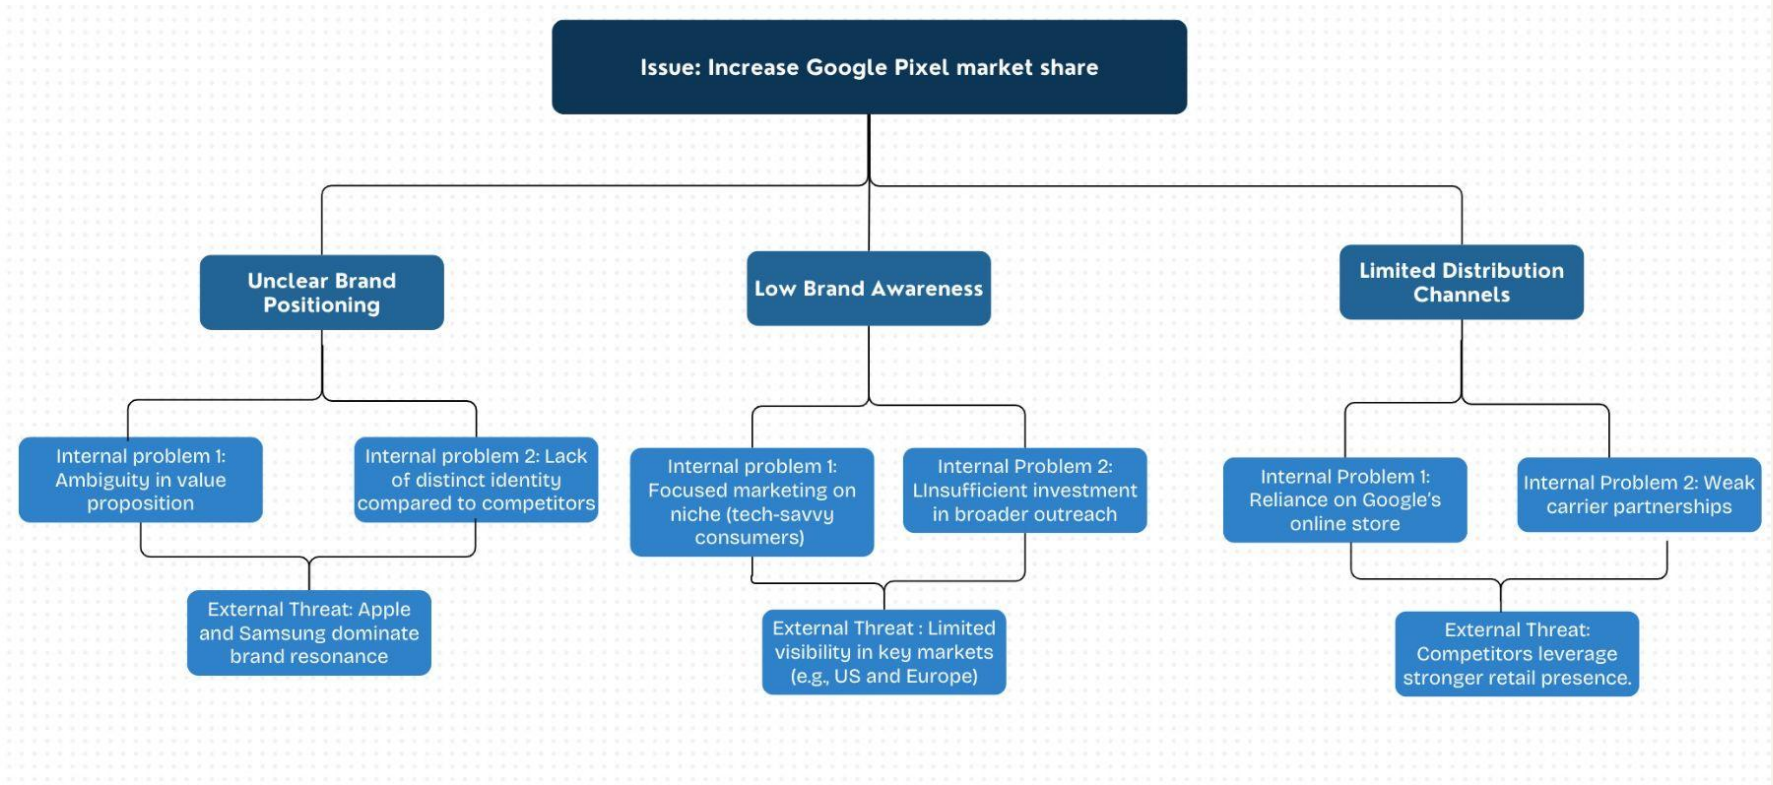 Issue: Increase Google Pixel market share
Unclear Brand
Positioning
Low Brand Awareness
Limited Distribution
Channels
Internal problem 1:
Ambiguity in value
proposition
Internal problem 2: Lack
of distinct identity
compared to competitors
Internal problem 1:
Focused marketing on
niche (tech-savvy
consumers)
Internal Problem 2:
LInsufficient investment
in broader outreach
Internal Problem 1:
Reliance on Google's
online store
Internal Problem 2: Weak
carrier partnerships
External Threat: Apple
and Samsung dominate
brand resonance
External Threat : Limited
visibility in key markets
(e.g., US and Europe)
External Threat:
Competitors leverage
stronger retail presence.